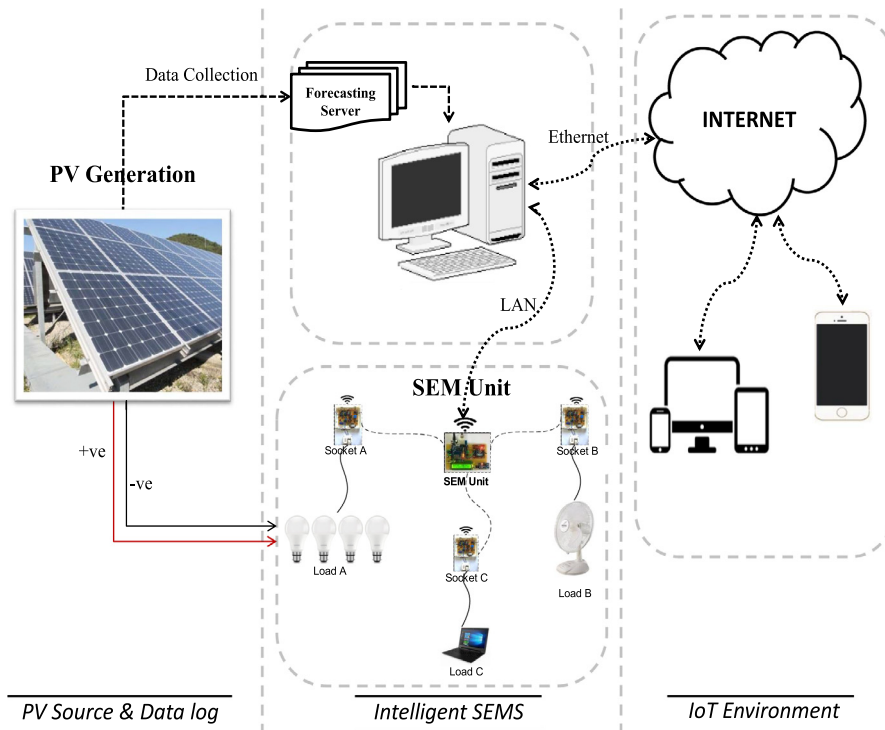 Data Collection
Forecasting
Server
PV Generation
Ethernet
INTERNET
LAN
SEM Unit
+ve
-ve
Socket A
SEM Unit
Socket B
Load A
Socket C
Load B
Load C
PV Source & Data log
Intelligent SEMS
IoT Environment